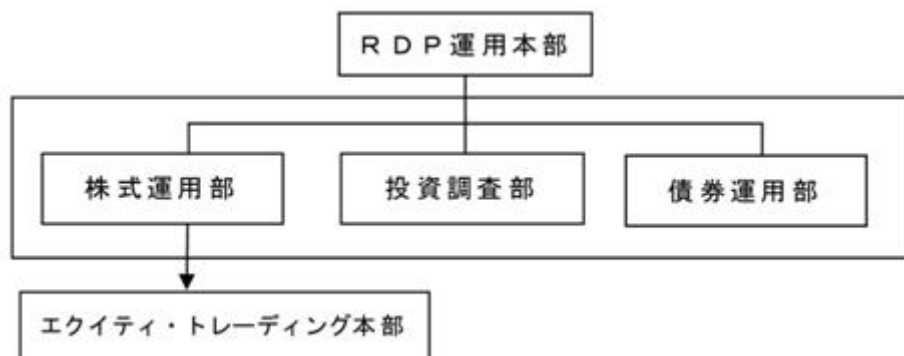 ＲＤＰ運用本部
株式運用部
投資調査部
債券運用部
エクイティ・トレーディング本部